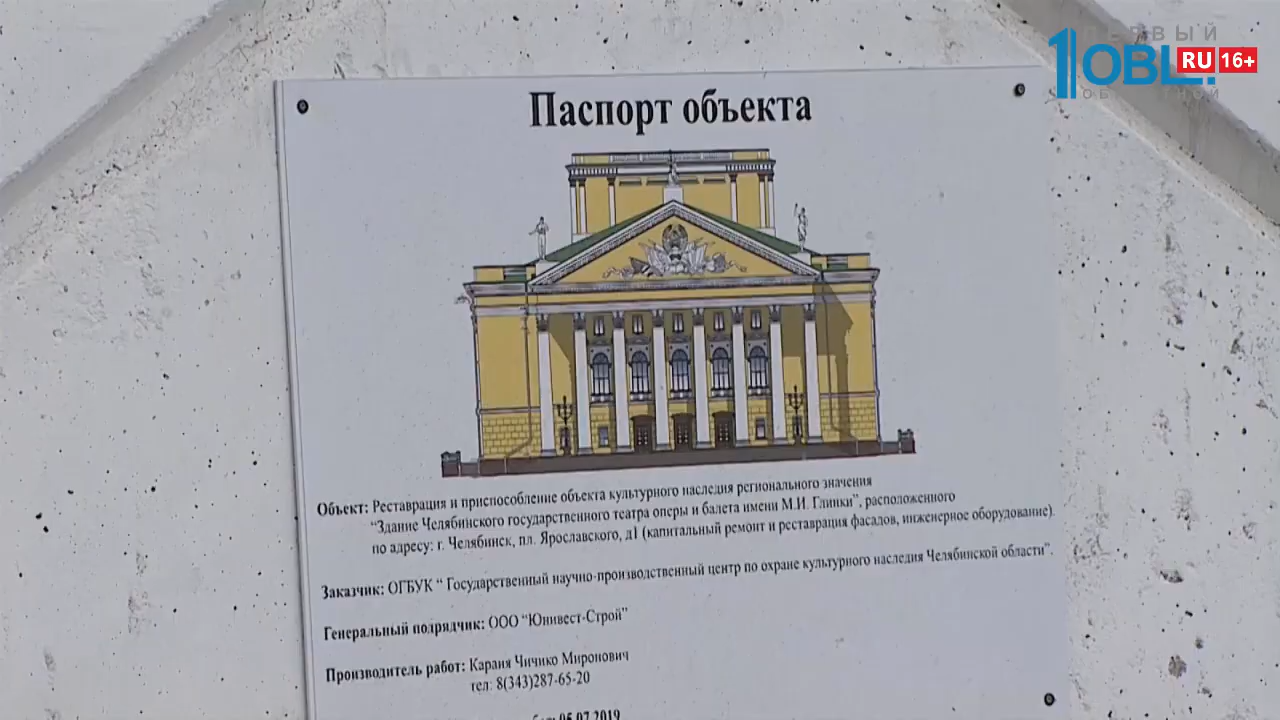 ПЕРВЫЙ
1OBL.
RU 16+
Паспорт объекта
Объект: Реставрация и приспособление объекта культурного наследия регионального значения
“Здание Челябинского государственного театра оперы и балета имени М.И. Глинки”, расположенного
по адресу: г. Челябинск, пл. Ярославского, д1 (капитальный ремонт и реставрация фасадов, инженерное оборудование).
Заказчик: ОГБУК “ Государственный научно-производственный центр по охране культурного наследия Челябинской области”.
Генеральный подрядчик: ООО “Юнивест-Строй”
Производитель работ: Карания Чичико Миронович
тел: 8(343)287-65-20
05.07.2019